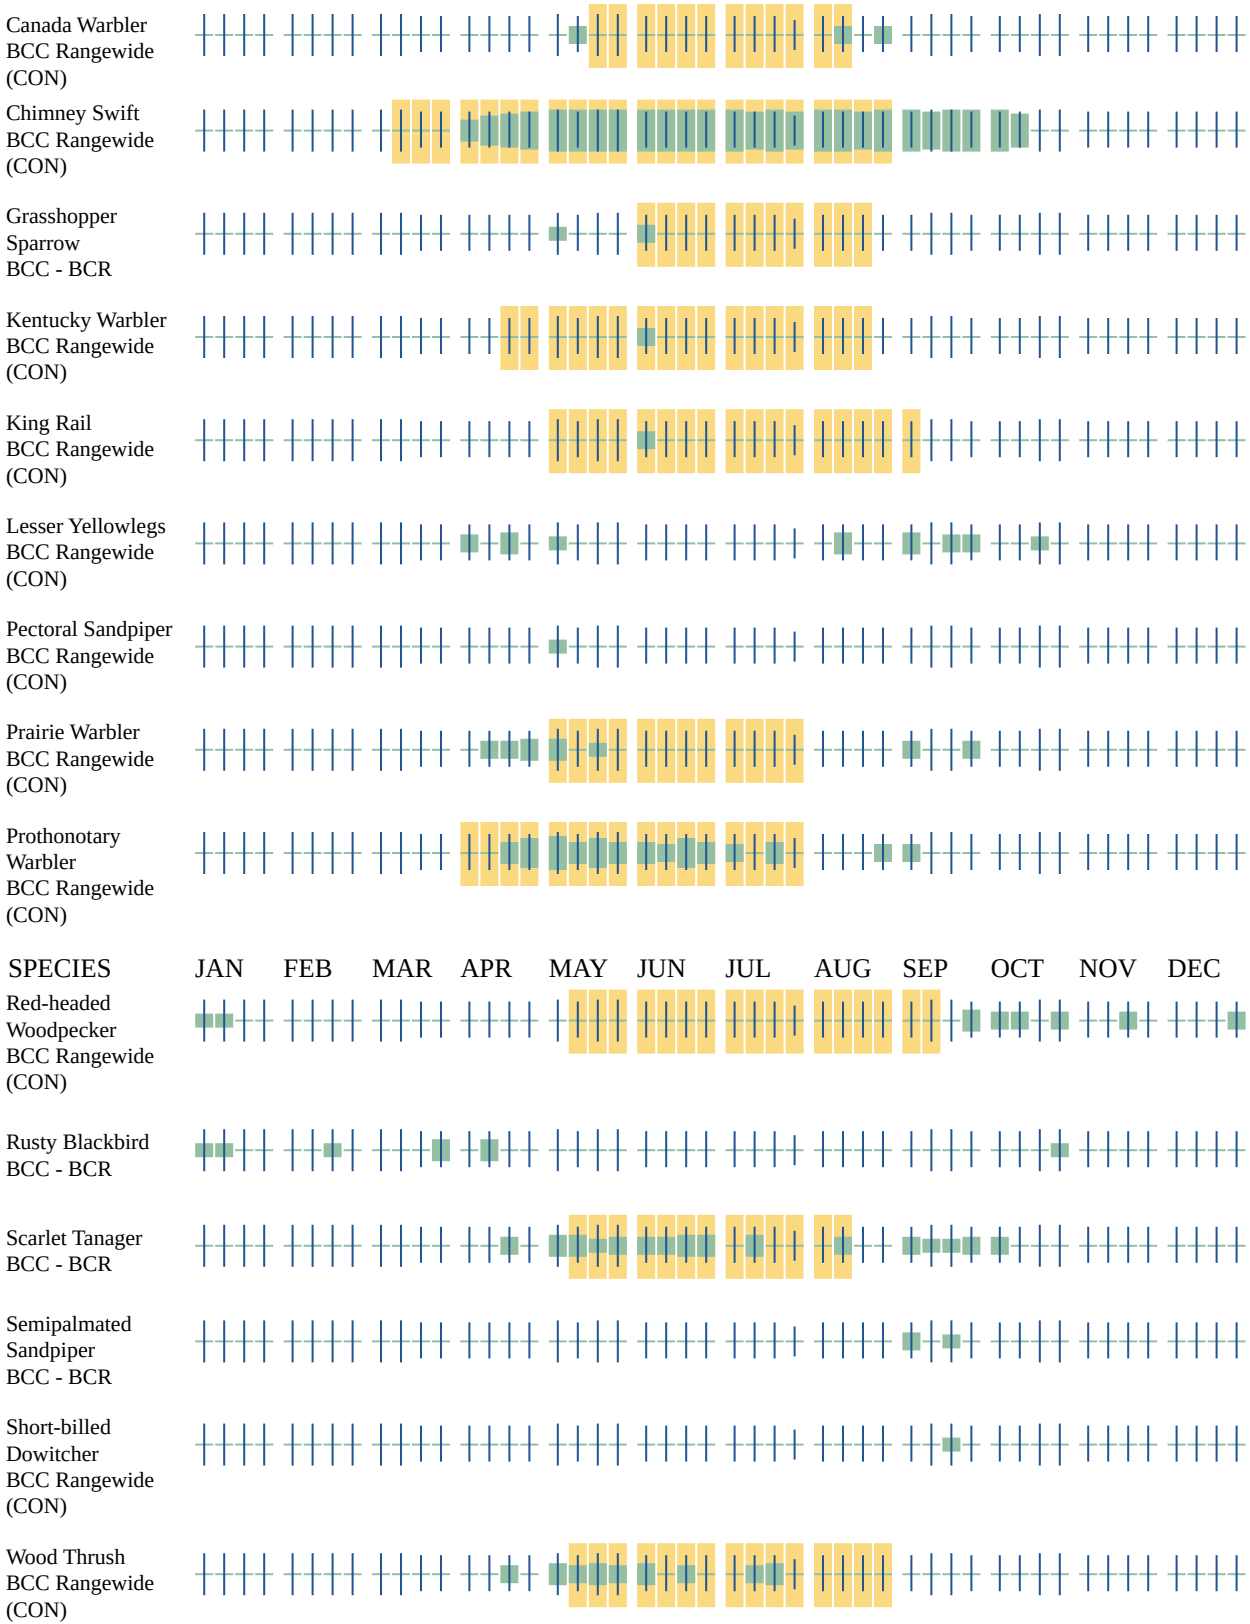 Canada Warbler
BCC Rangewide
(CON)
Chimney Swift
BCC Rangewide
(CON)
Grasshopper
Sparrow
BCC - BCR
Kentucky Warbler
BCC Rangewide
(CON)
King Rail
BCC Rangewide
(CON)
Lesser Yellowlegs
BCC Rangewide
(CON)
Pectoral Sandpiper
BCC Rangewide
(CON)
Prairie Warbler
BCC Rangewide
(CON)
Prothonotary
Warbler
BCC Rangewide
(CON)
SPECIES JAN FEB MAR APR MAY JUN JUL AUG SEP OCT NOV DEC
Red-headed
Woodpecker
BCC Rangewide
(CON)
Rusty Blackbird
BCC - BCR
Scarlet Tanager
BCC - BCR
Semipalmated
Sandpiper
BCC - BCR
Short-billed
Dowitcher
BCC Rangewide
(CON)
Wood Thrush
BCC Rangewide
(CON)